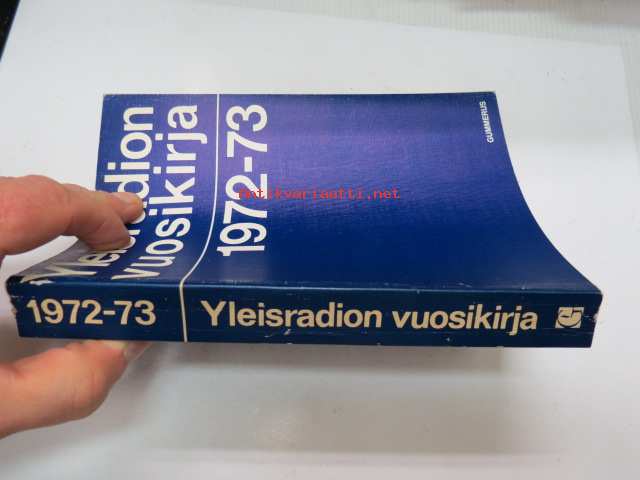 Yleisradion
vuosikirja
1972-73
GUMMERUS
Antikvariaatti.net
1972-73
Yleisradion vuosikirja
G